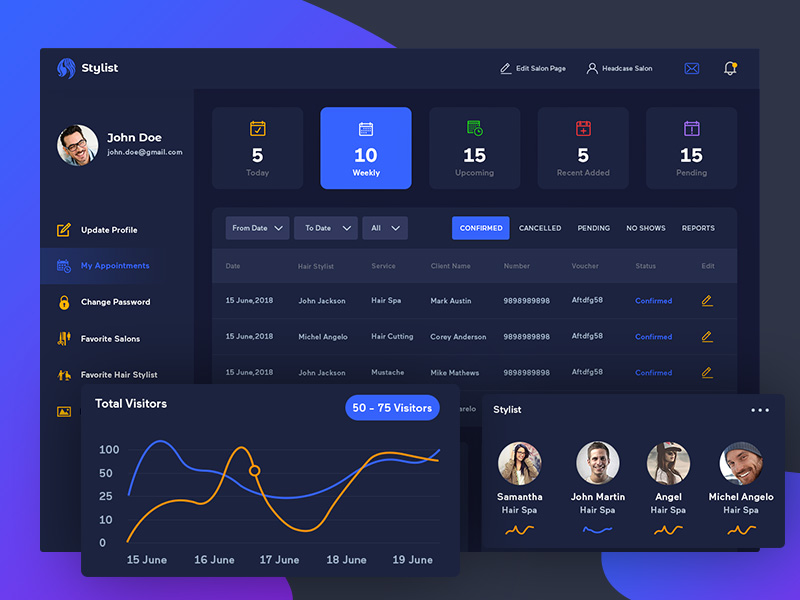 Stylist
Edit Salon Page
Headcase Salon
John Doe
john.doe@gmail.com
Update Profile
My Appointments
Change Password
Favorite Salons
Favorite Hair Stylist
5 10 15 5 15
Today Weekly Upcoming Recent Added Pending
From Date To Date All CONFIRMED CANCELLED PENDING NO SHOWS REPORTS
Date Hair Stylist Service Client Name Number Voucher Status Edit
15 June,2018 John Jackson Hair Spa Mark Austin 9898989898 Aftdfg58 Confirmed
15 June,2018 Michel Angelo Hair Cutting Corey Anderson 9898989898 Aftdfg58 Confirmed
15 June,2018 John Jackson Mustache Mike Mathews 9898989898 Aftdfg58 Confirmed
arelo
Total Visitors
50 - 75 Visitors
100
50
25
10
0
15 June 16 June 17 June 18 June 19 June
Stylist
Samantha John Martin Angel Michel Angelo
Hair Spa Hair Spa Hair Spa Hair Spa